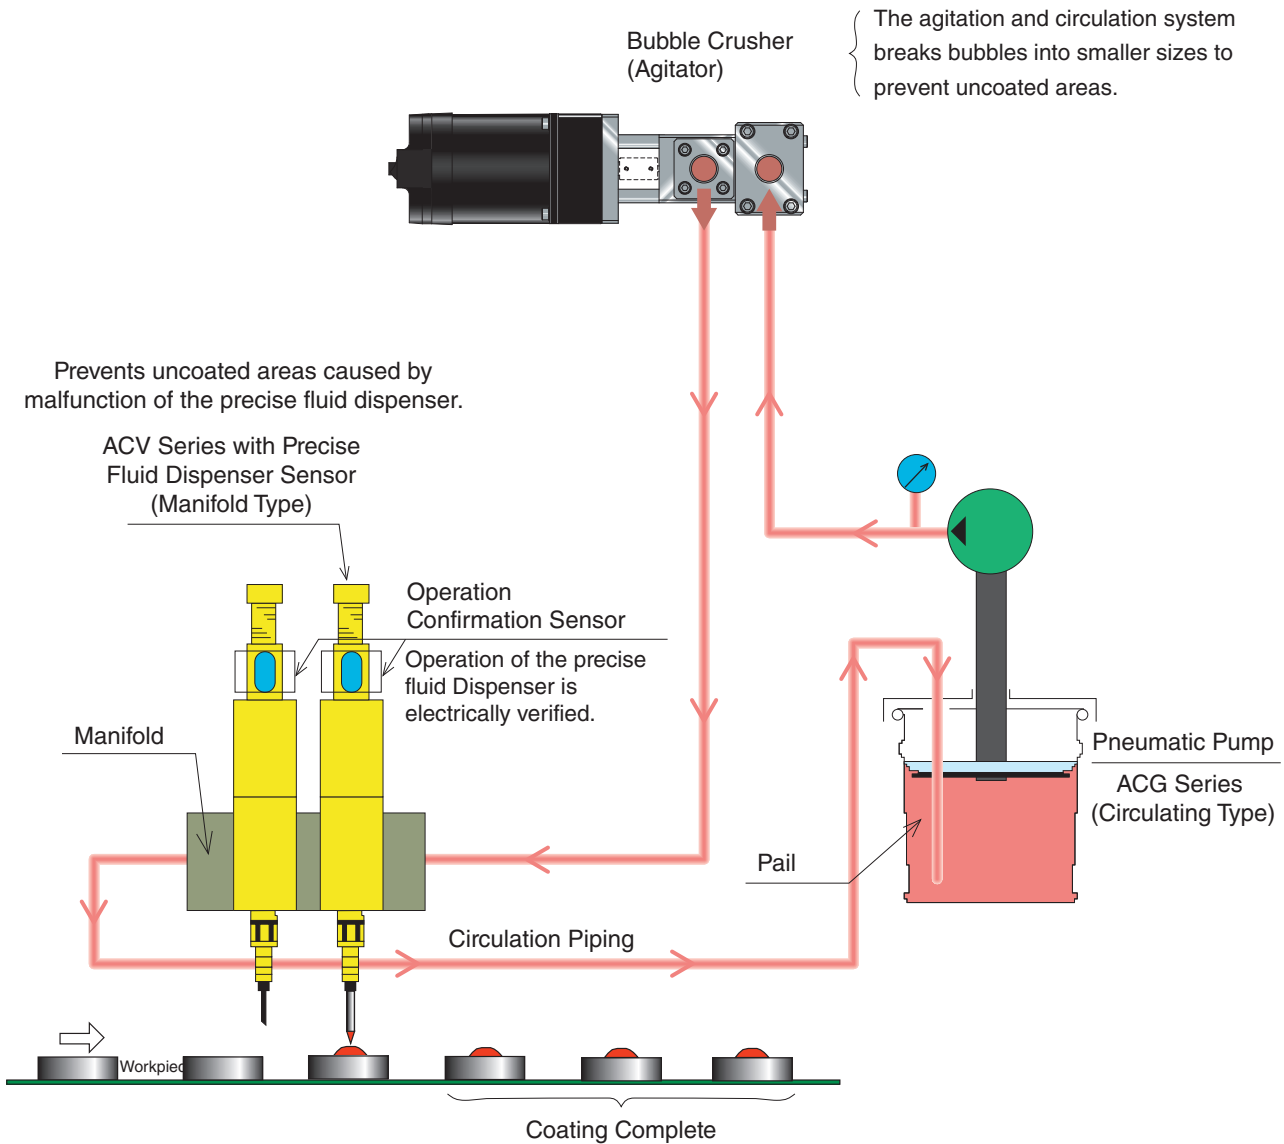 Bubble Crusher
(Agitator)
The agitation and circulation system
breaks bubbles into smaller sizes to
prevent uncoated areas.
Prevents uncoated areas caused by
malfunction of the precise fluid dispenser.
ACV Series with Precise
Fluid Dispenser Sensor
(Manifold Type)
Operation
Confirmation Sensor
Operation of the precise
fluid Dispenser is
electrically verified.
Manifold
Pneumatic Pump
ACG Series
(Circulating Type)
Pail
Circulation Piping
Coating Complete